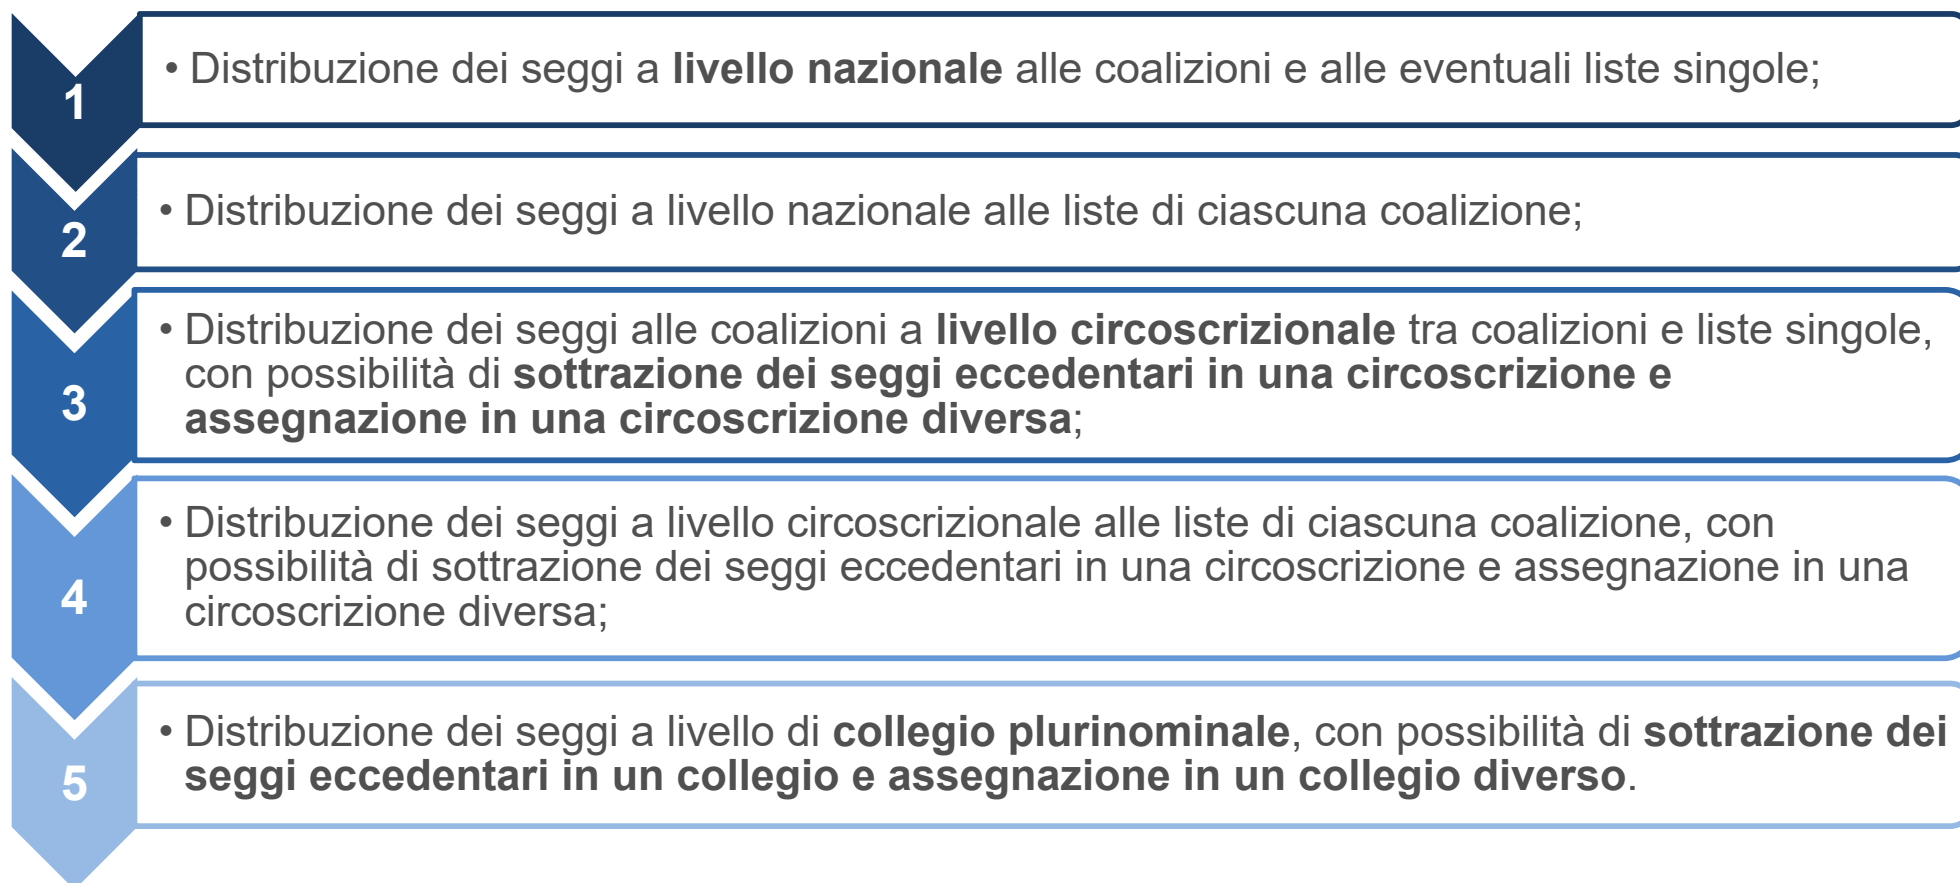 1
• Distribuzione dei seggi a livello nazionale alle coalizioni e alle eventuali liste singole;
2
• Distribuzione dei seggi a livello nazionale alle liste di ciascuna coalizione;
3
• Distribuzione dei seggi alle coalizioni a livello circoscrizionale tra coalizioni e liste singole,
con possibilità di sottrazione dei seggi eccedentari in una circoscrizione e
assegnazione in una circoscrizione diversa;
4
• Distribuzione dei seggi a livello circoscrizionale alle liste di ciascuna coalizione, con
possibilità di sottrazione dei seggi eccedentari in una circoscrizione e assegnazione in una
circoscrizione diversa;
5
• Distribuzione dei seggi a livello di collegio plurinominale, con possibilità di sottrazione dei
seggi eccedentari in un collegio e assegnazione in un collegio diverso.